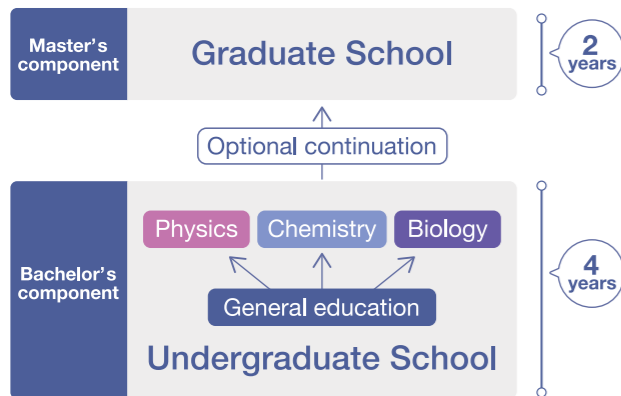 Master's
component
Graduate School
2
years
Optional continuation
Physics
Chemistry
Biology
Bachelor's
component
General education
4
years
Undergraduate School